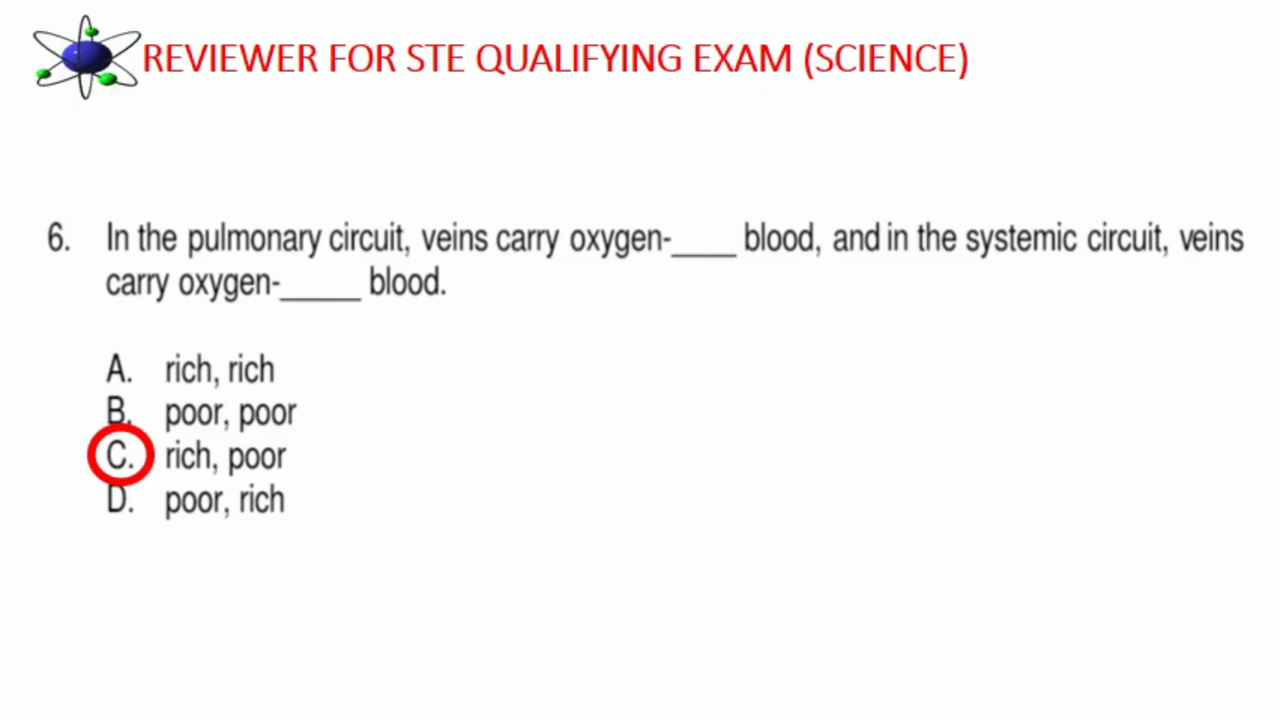 REVIEWER FOR STE QUALIFYING EXAM (SCIENCE)
6. In the pulmonary circuit, veins carry oxygen-____ blood, and in the systemic circuit, veins
carry oxygen-_____ blood.
A. rich, rich
B. poor, poor
C. rich, poor
D. poor, rich